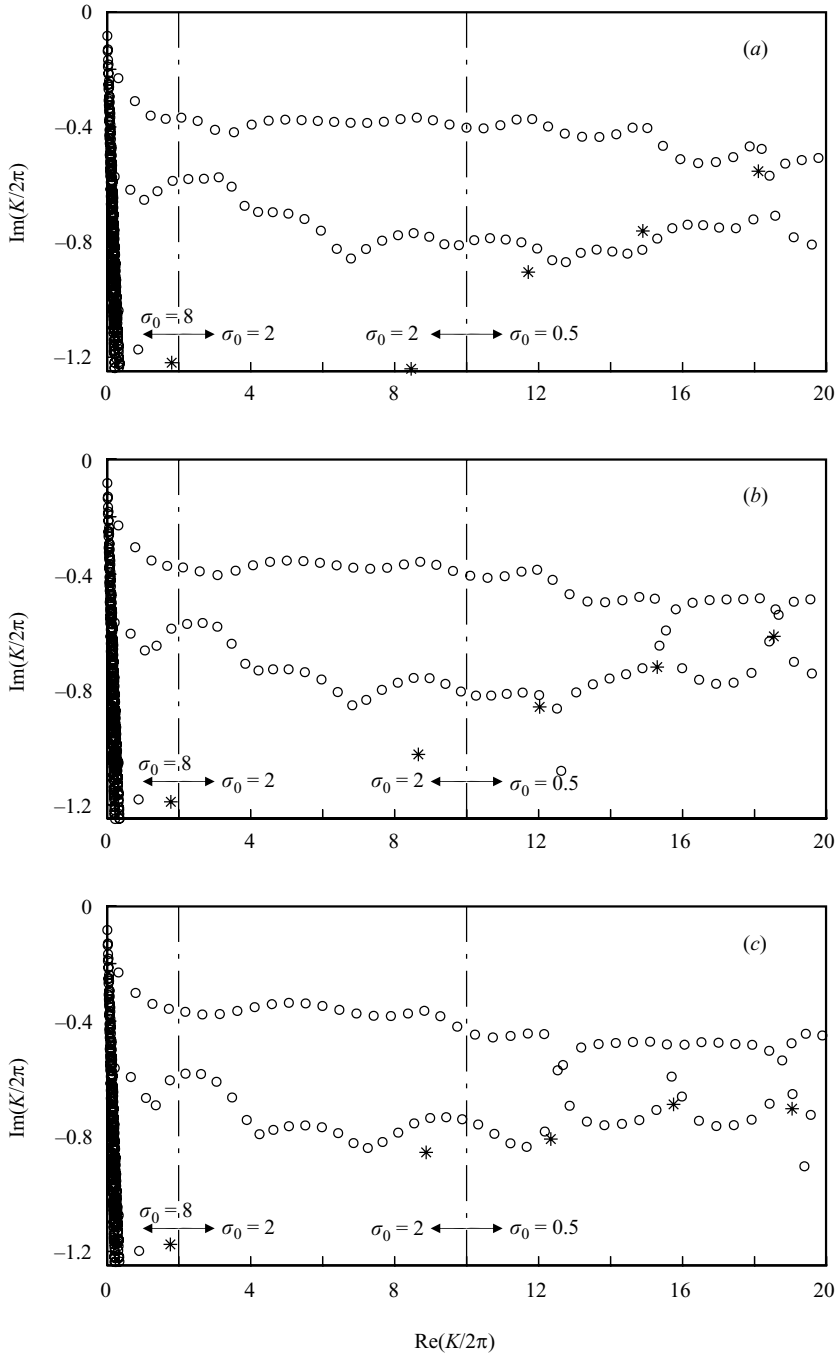 0
(a)
–0.4
Im(K/2π)
–0.8
σ0 = 8
σ0 = 2
σ0 = 2
σ0 = 0.5
–1.2
0 4 8 12 16 20
0
(b)
–0.4
Im(K/2π)
–0.8
σ0 = 8
σ0 = 2
σ0 = 2
σ0 = 0.5
–1.2
0 4 8 12 16 20
0
(c)
–0.4
Im(K/2π)
–0.8
σ0 = 8
σ0 = 2
σ0 = 2
σ0 = 0.5
–1.2
0 4 8 12 16 20
Re(K/2π)